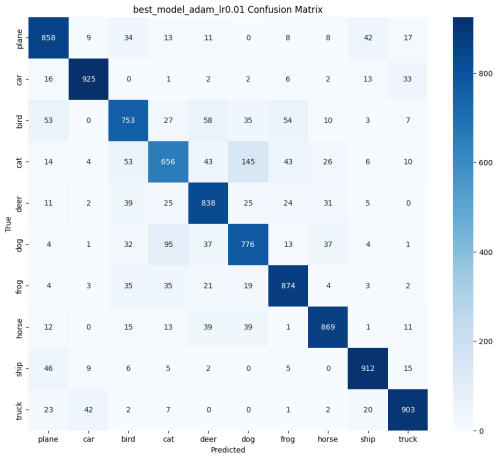 best_model_adam_lr0.01 Confusion Matrix
plane 858 9 34 13 11 0 8 8 42 17
car 16 925 0 1 2 2 6 2 13 33
bird 53 0 753 27 58 35 54 10 3 7
cat 14 4 53 656 43 145 43 26 6 10
deer 11 2 39 25 838 25 24 31 5 0
dog 4 1 32 95 37 776 13 37 4 1
frog 4 3 35 35 21 19 874 4 3 2
horse 12 0 15 13 39 39 1 869 1 11
ship 46 9 6 5 2 0 5 0 912 15
truck 23 42 2 7 0 0 1 2 20 903
plane car bird cat deer dog frog horse ship truck
Predicted
True
800
600
400
200
0